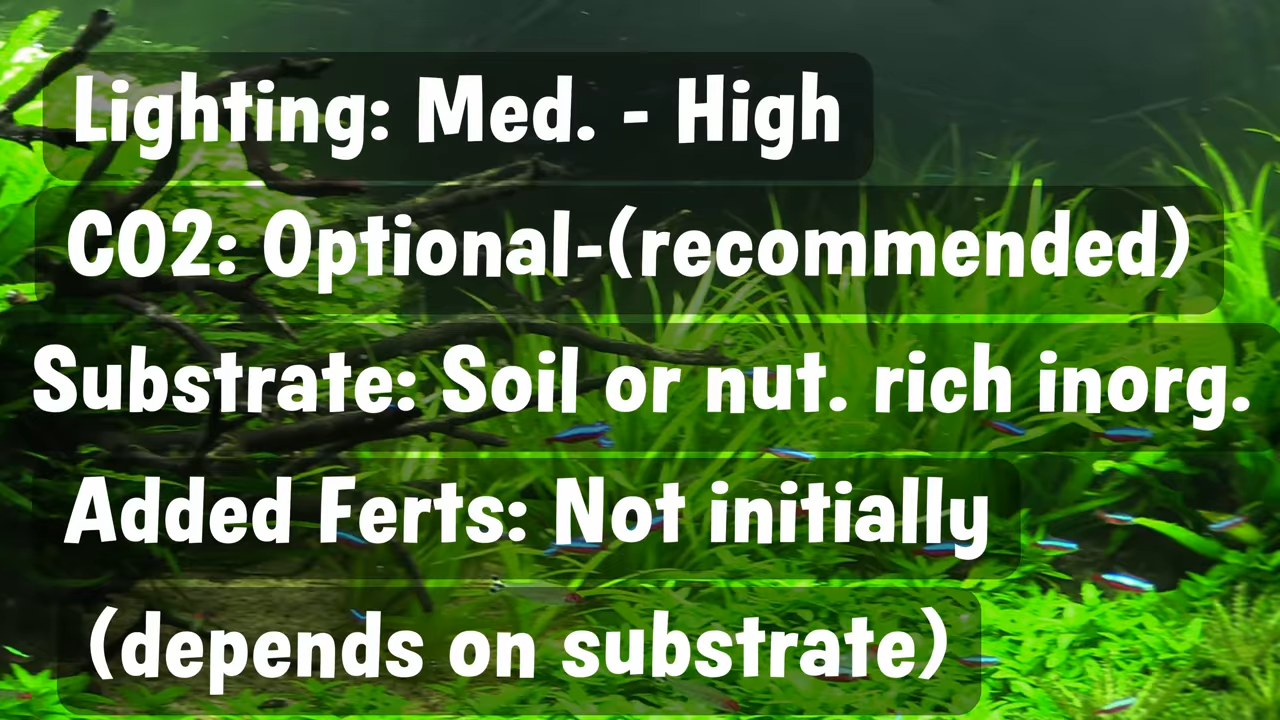 Lighting: Med. - High
CO2: Optional-(recommended)
Substrate: Soil or nut. rich inorg.
Added Ferts: Not initially
(depends on substrate)